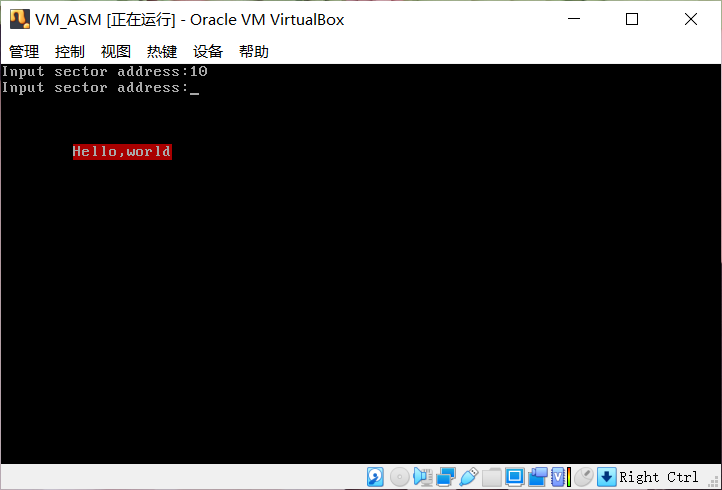 VM_ASM [正在运行] - Oracle VM VirtualBox
管理 控制 视图 热键 设备 帮助
Input sector address:10
Input sector address:_
Hello,world
Right Ctrl